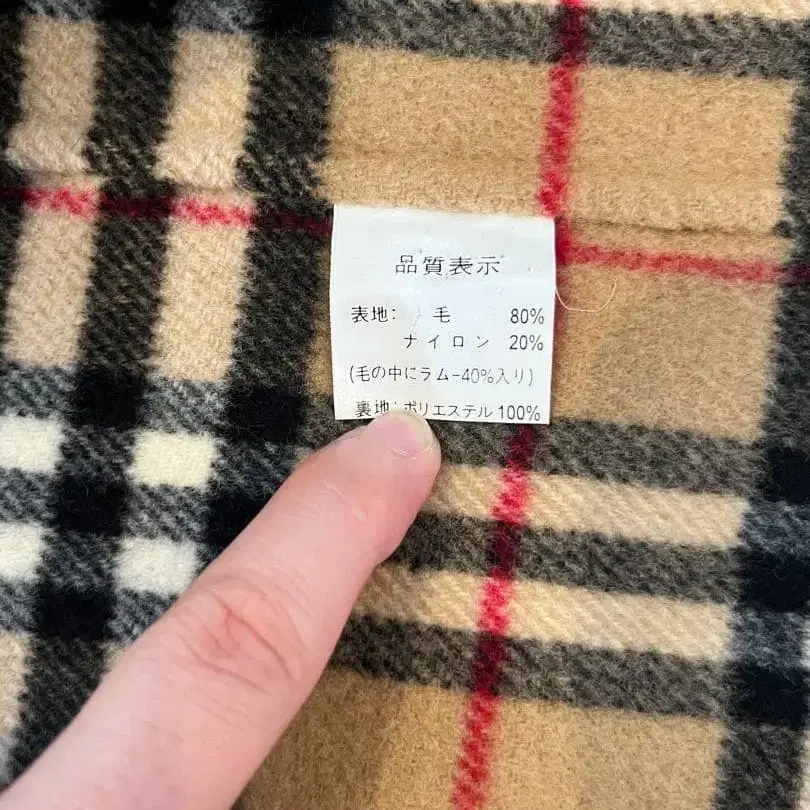 品質表示
表地: 毛 80%
ナイロン 20%
(毛の中にラム-40%入り)
裏地:ポリエステル 100%